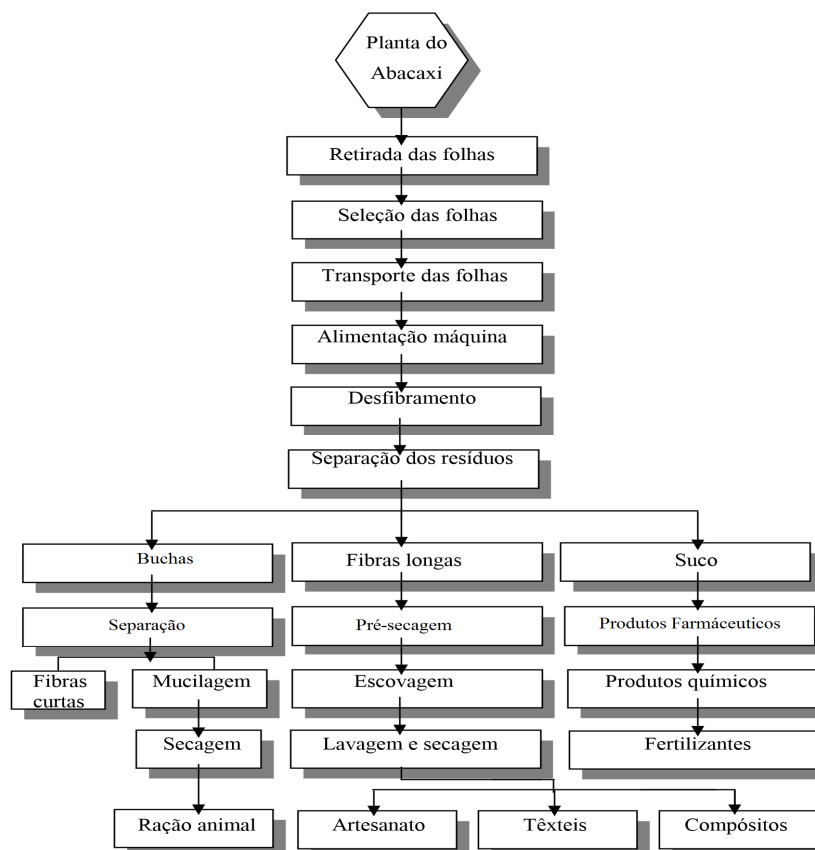 Planta do
Abacaxi
Retirada das folhas
Seleção das folhas
Transporte das folhas
Alimentação máquina
Desfibramento
Separação dos resíduos
Buchas
Fibras longas
Suco
Separação
Pré-secagem
Produtos Farmáceuticos
Fibras
curtas
Mucilagem
Escovagem
Produtos químicos
Secagem
Lavagem e secagem
Fertilizantes
Ração animal
Artesanato
Têxteis
Compósitos